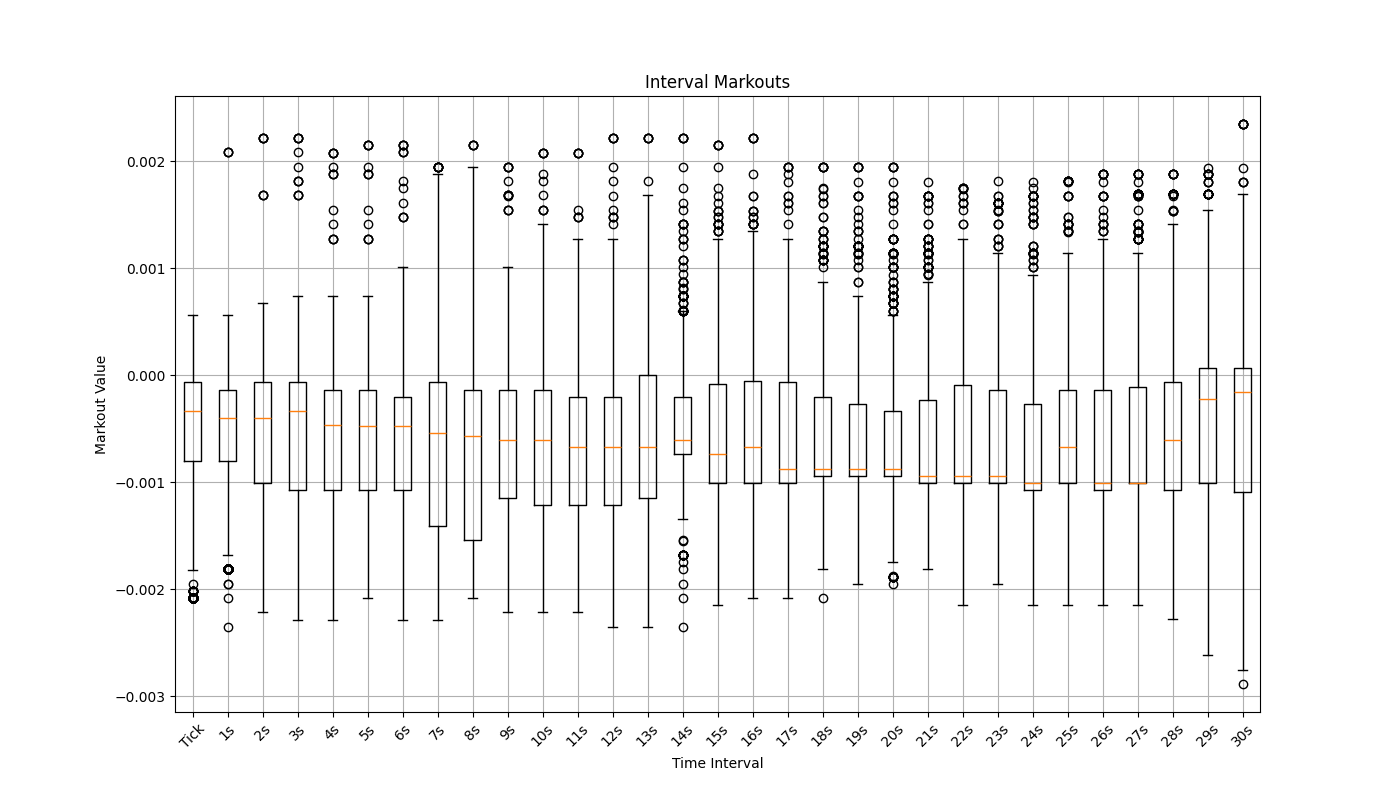 Interval Markouts
Markout Value
0.002
0.001
0.000
−0.001
−0.002
−0.003
Tick 1s 2s 3s 4s 5s 6s 7s 8s 9s 10s 11s 12s 13s 14s 15s 16s 17s 18s 19s 20s 21s 22s 23s 24s 25s 26s 27s 28s 29s 30s
Time Interval